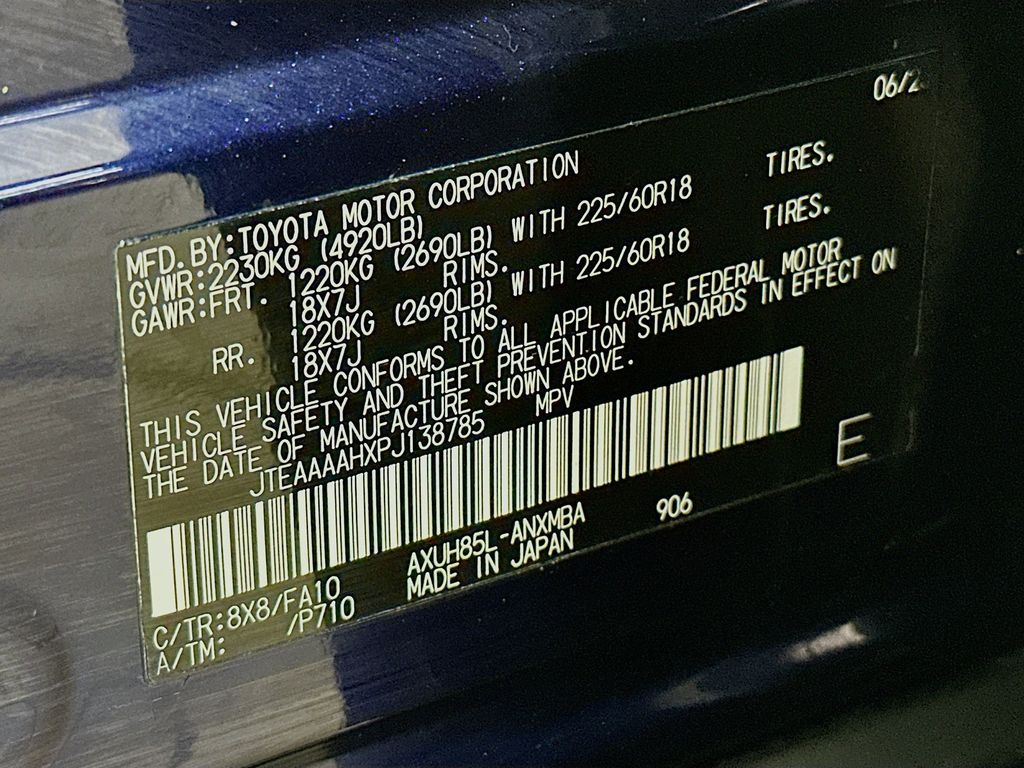 06/2
MFD. BY:TOYOTA MOTOR CORPORATION
GVWR:2230KG (4920LB)
GAWR:FRT. 1220KG (2690LB) WITH 225/60R18 TIRES.
18X7J RIMS.
RR. 1220KG (2690LB) WITH 225/60R18 TIRES.
18X7J RIMS.
THIS VEHICLE CONFORMS TO ALL APPLICABLE FEDERAL MOTOR
VEHICLE SAFETY AND THEFT PREVENTION STANDARDS IN EFFECT ON
THE DATE OF MANUFACTURE SHOWN ABOVE.
JTEAAAAHXPJ138785 MPV
E
C/TR:8X8/FA10 AXUH85L-ANXMBA 906
A/TM: /P710 MADE IN JAPAN